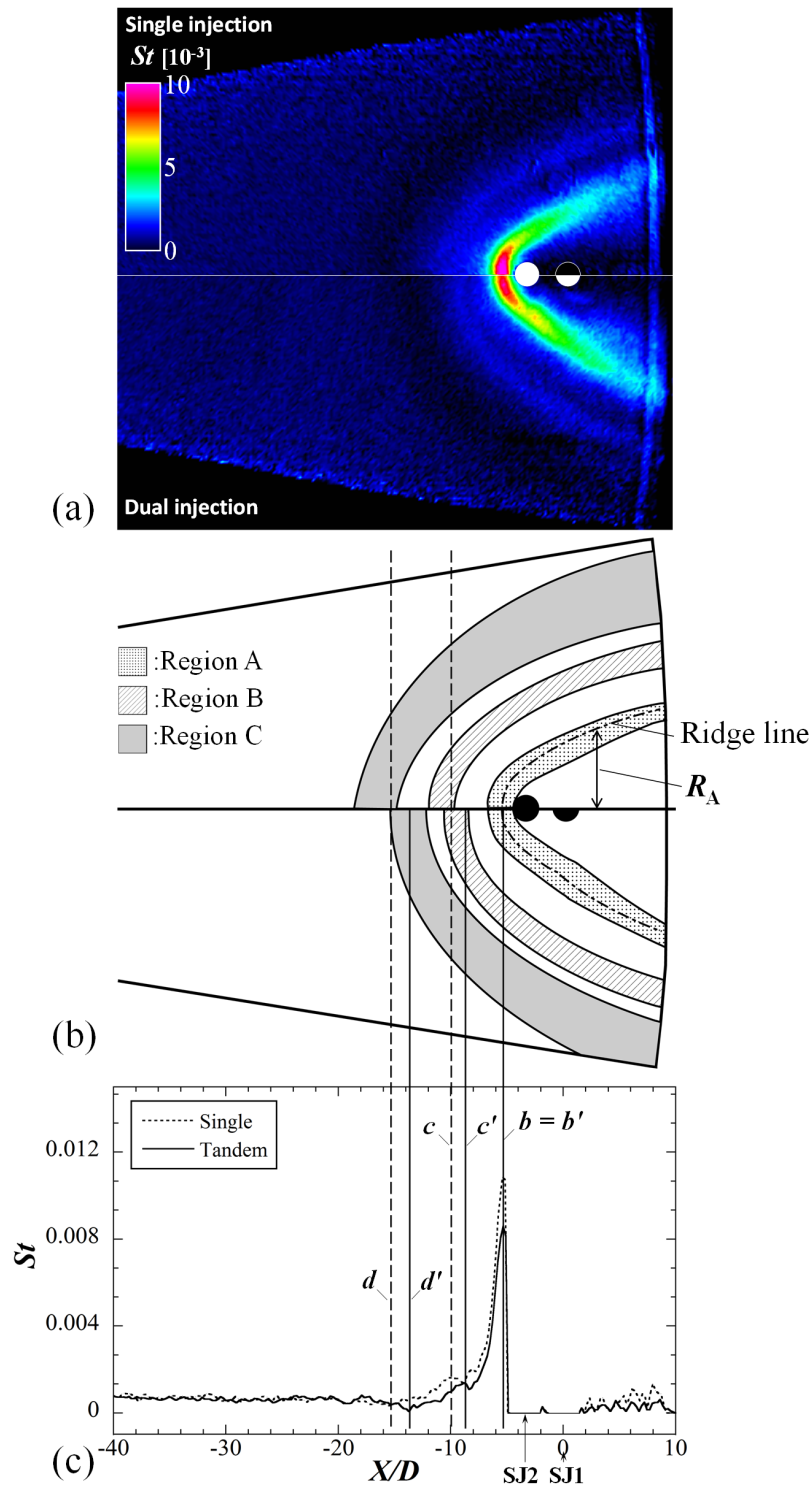 Single injection
St [10⁻³]
10
5
0
Dual injection
(a)
:Region A
:Region B
:Region C
Ridge line
R_A
(b)
Single
Tandem
c
c'
b = b'
d
d'
0.012
0.008
0.004
0
St
-40
-30
-20
-10
0
10
X/D
SJ2
SJ1
(c)